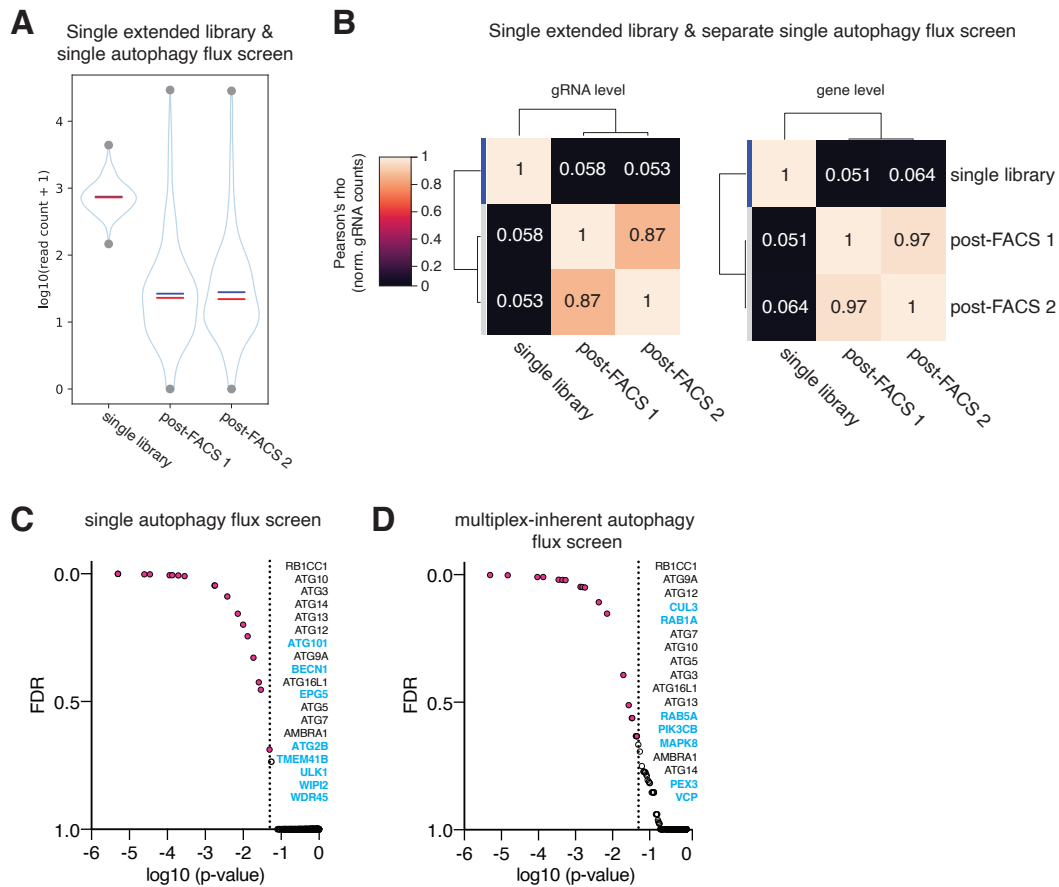 A
Single extended library &
single autophagy flux screen
log10(read count + 1)
4
3
2
1
0
single library
post-FACS 1
post-FACS 2
B
Single extended library & separate single autophagy flux screen
gRNA level
gene level
Pearson's rho
(norm. gRNA counts)
1
0.8
0.6
0.4
0.2
0
1 0.058 0.053
0.058 1 0.87
0.053 0.87 1
single library
post-FACS 1
post-FACS 2
1 0.051 0.064 single library
0.051 1 0.97 post-FACS 1
0.064 0.97 1 post-FACS 2
single library
post-FACS 1
post-FACS 2
C
single autophagy flux screen
FDR
0.0
0.5
1.0
RB1CC1
ATG10
ATG3
ATG14
ATG13
ATG12
ATG101
ATG9A
BECN1
ATG16L1
EPG5
ATG5
ATG7
AMBRA1
ATG2B
TMEM41B
ULK1
WIPI2
WDR45
-6 -5 -4 -3 -2 -1 0
log10 (p-value)
D
multiplex-inherent autophagy
flux screen
FDR
0.0
0.5
1.0
RB1CC1
ATG9A
ATG12
CUL3
RAB1A
ATG7
ATG10
ATG5
ATG3
ATG16L1
ATG13
RAB5A
PIK3CB
MAPK8
AMBRA1
ATG14
PEX3
VCP
-6 -5 -4 -3 -2 -1 0
log10 (p-value)